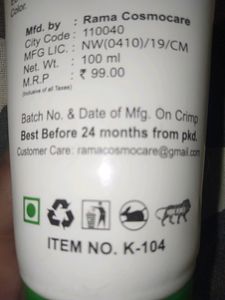 Color.
Mfd. by : Rama Cosmocare
City Code : 110040
MFG LIC. : NW(0410)/19/CM
Net. Wt. : 100 ml
M.R.P : ₹ 99.00
(Inclusive of all Taxes)
Batch No. & Date of Mfg. On Crimp
Best Before 24 months from pkd.
Customer Care: ramacosmocare@gmail.com
ITEM NO. K-104